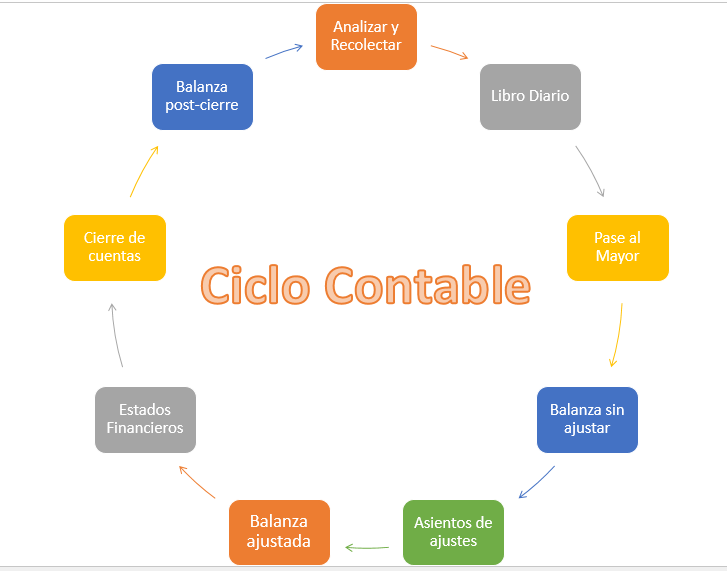 Analizar y
Recolectar
Libro Diario
Pase al
Mayor
Balanza sin
ajustar
Asientos de
ajustes
Balanza
ajustada
Estados
Financieros
Cierre de
cuentas
Balanza
post-cierre
Ciclo Contable